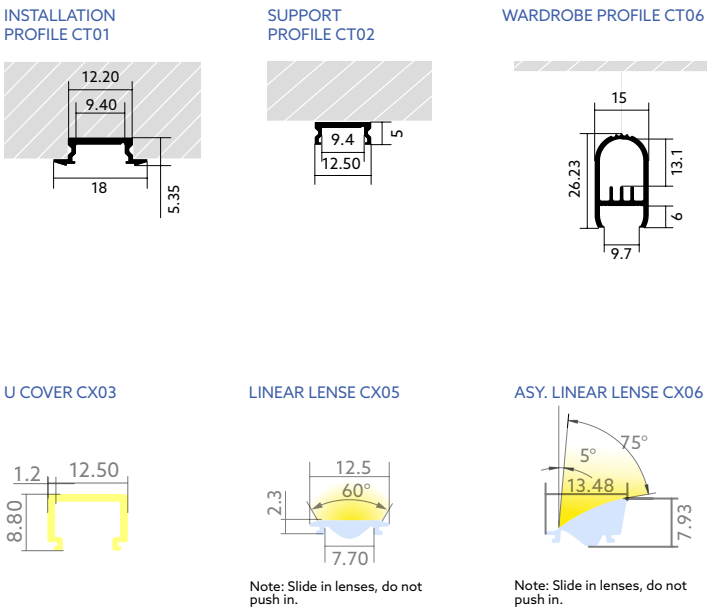 INSTALLATION
PROFILE CT01
12.20
9.40
18
5.35
SUPPORT
PROFILE CT02
9.4
5
12.50
WARDROBE PROFILE CT06
15
26.23
13.1
6
9.7
U COVER CX03
1.2
12.50
8.80
LINEAR LENSE CX05
12.5
60°
2.3
7.70
Note: Slide in lenses, do not
push in.
ASY. LINEAR LENSE CX06
75°
5°
13.48
7.93
Note: Slide in lenses, do not
push in.